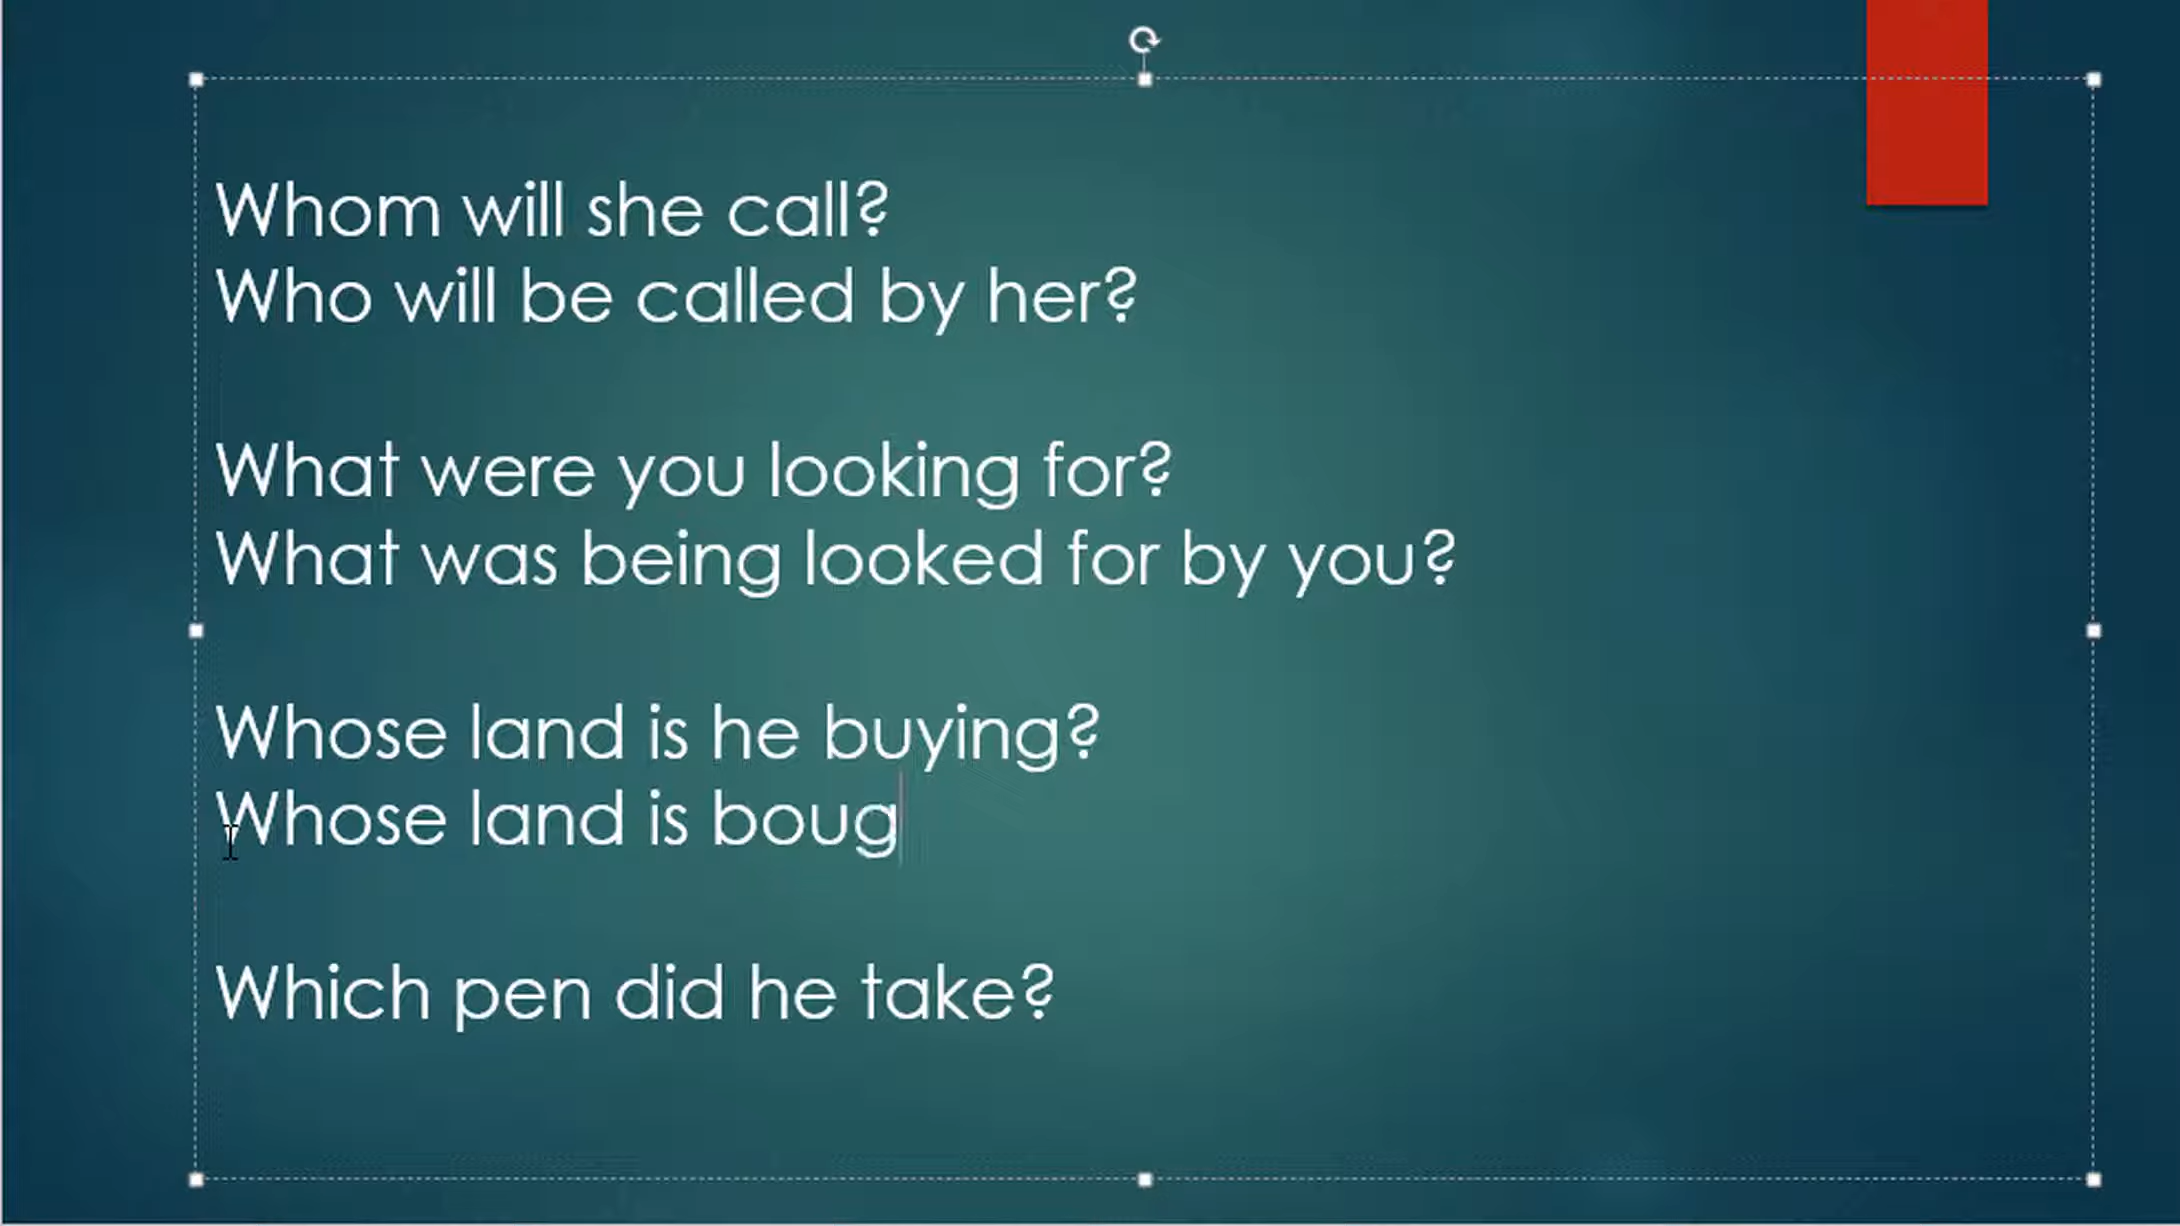 Whom will she call?
Who will be called by her?
What were you looking for?
What was being looked for by you?
Whose land is he buying?
Whose land is boug
Which pen did he take?